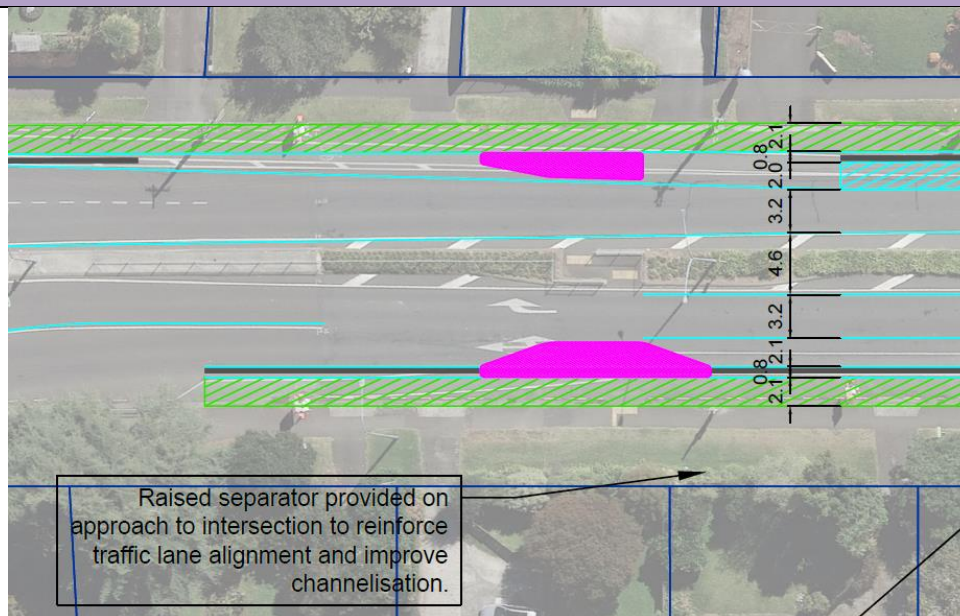 2.1
0.8
2.0
3.2
4.6
3.2
2.1
0.8
2.1
Raised separator provided on
approach to intersection to reinforce
traffic lane alignment and improve
channelisation.